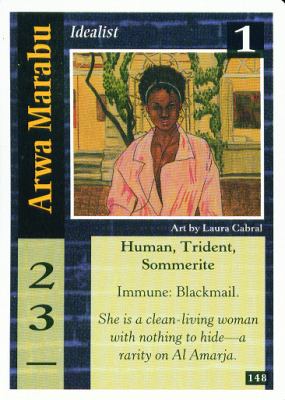 Arwa Marabu
Idealist
1
Art by Laura Cabral
2
3
—
Human, Trident,
Sommerite
Immune: Blackmail.
She is a clean-living woman
with nothing to hide—a
rarity on Al Amarja.
148